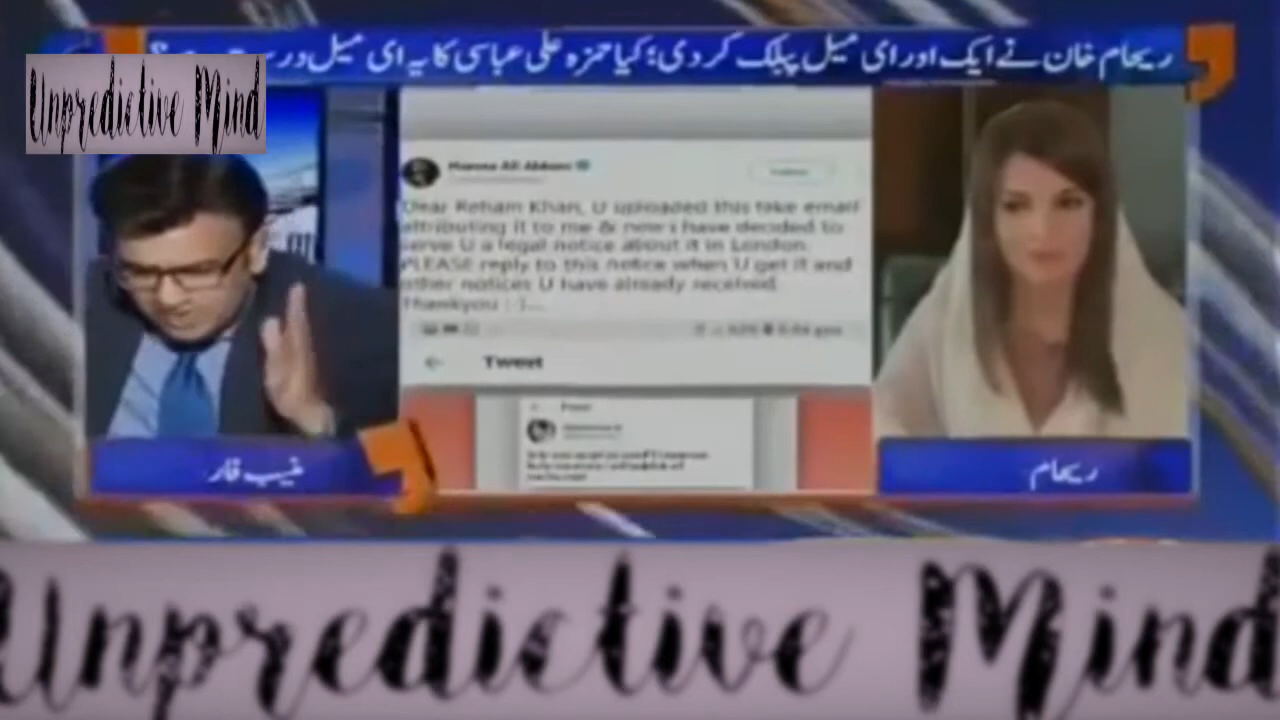 ریحام خان نے ایک اور ای میل پبلک کر دی؛ کیا حمزہ علی عباسی کا یہ ای میل
Unpredictive Mind
Hamza Ali Abbasi
Dear Reham Khan, U uploaded this fake email
attributing it to me & now I have decided to
serve U a legal notice about it in London.
PLEASE reply to this notice when U get it and
other notices U have already received.
Thankyou :-)...
Tweet
منیب فار
ریحام
Unpredictive Mind